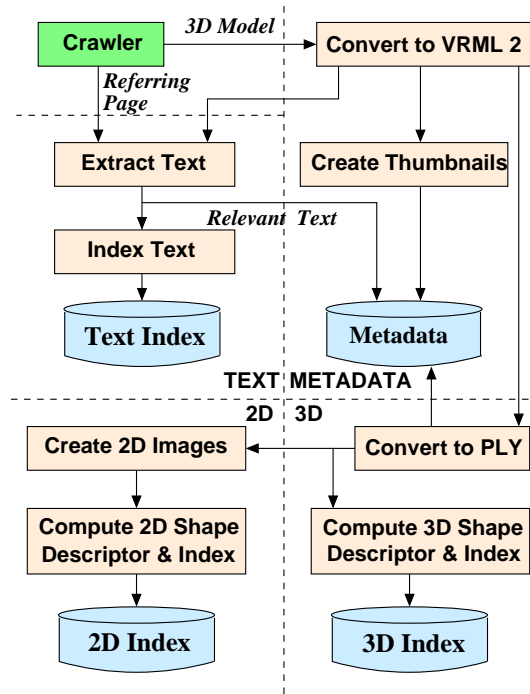 Crawler
3D Model
Convert to VRML 2
Referring
Page
Extract Text
Create Thumbnails
Relevant Text
Index Text
Text Index
Metadata
TEXT
METADATA
2D
3D
Create 2D Images
Convert to PLY
Compute 2D Shape
Descriptor & Index
Compute 3D Shape
Descriptor & Index
2D Index
3D Index